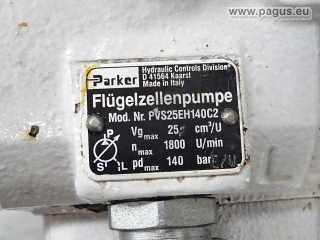 © www.pagus.eu
Parker
Hydraulic Controls Division
D 41564 Kaarst
Made in Italy
Flügelzellenpumpe
Mod. Nr. PVS25EH140C2
Vg max 25 cm³/U
n max 1800 U/min
pd max 140 bar
P
S L